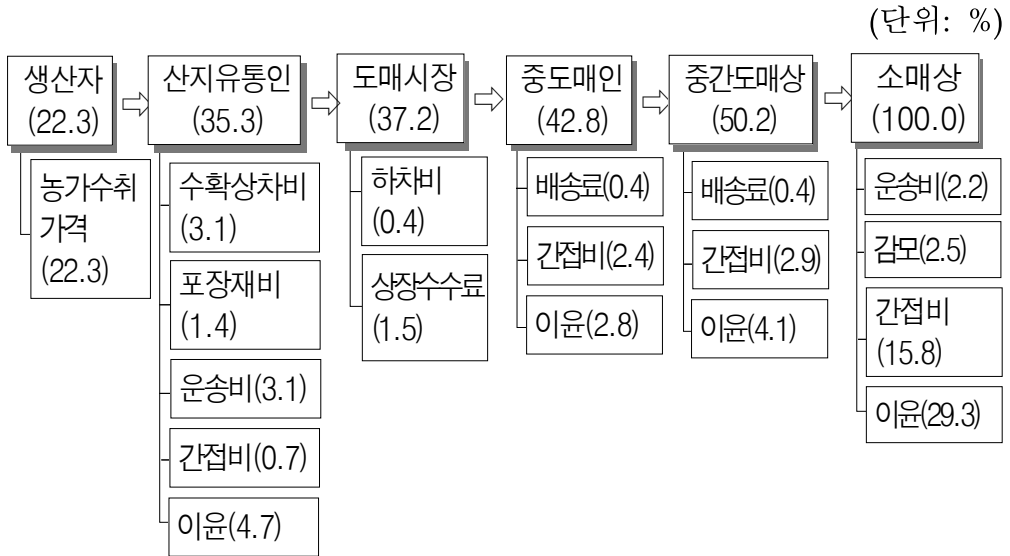 (단위: %)
생산자
(22.3)
산지유통인
(35.3)
도매시장
(37.2)
중도매인
(42.8)
중간도매상
(50.2)
소매상
(100.0)
농가수취
가격
(22.3)
수확상차비
(3.1)
포장재비
(1.4)
운송비(3.1)
간접비(0.7)
이윤(4.7)
하차비
(0.4)
상장수수료
(1.5)
배송료(0.4)
간접비(2.4)
이윤(2.8)
배송료(0.4)
간접비(2.9)
이윤(4.1)
운송비(2.2)
감모(2.5)
간접비
(15.8)
이윤(29.3)